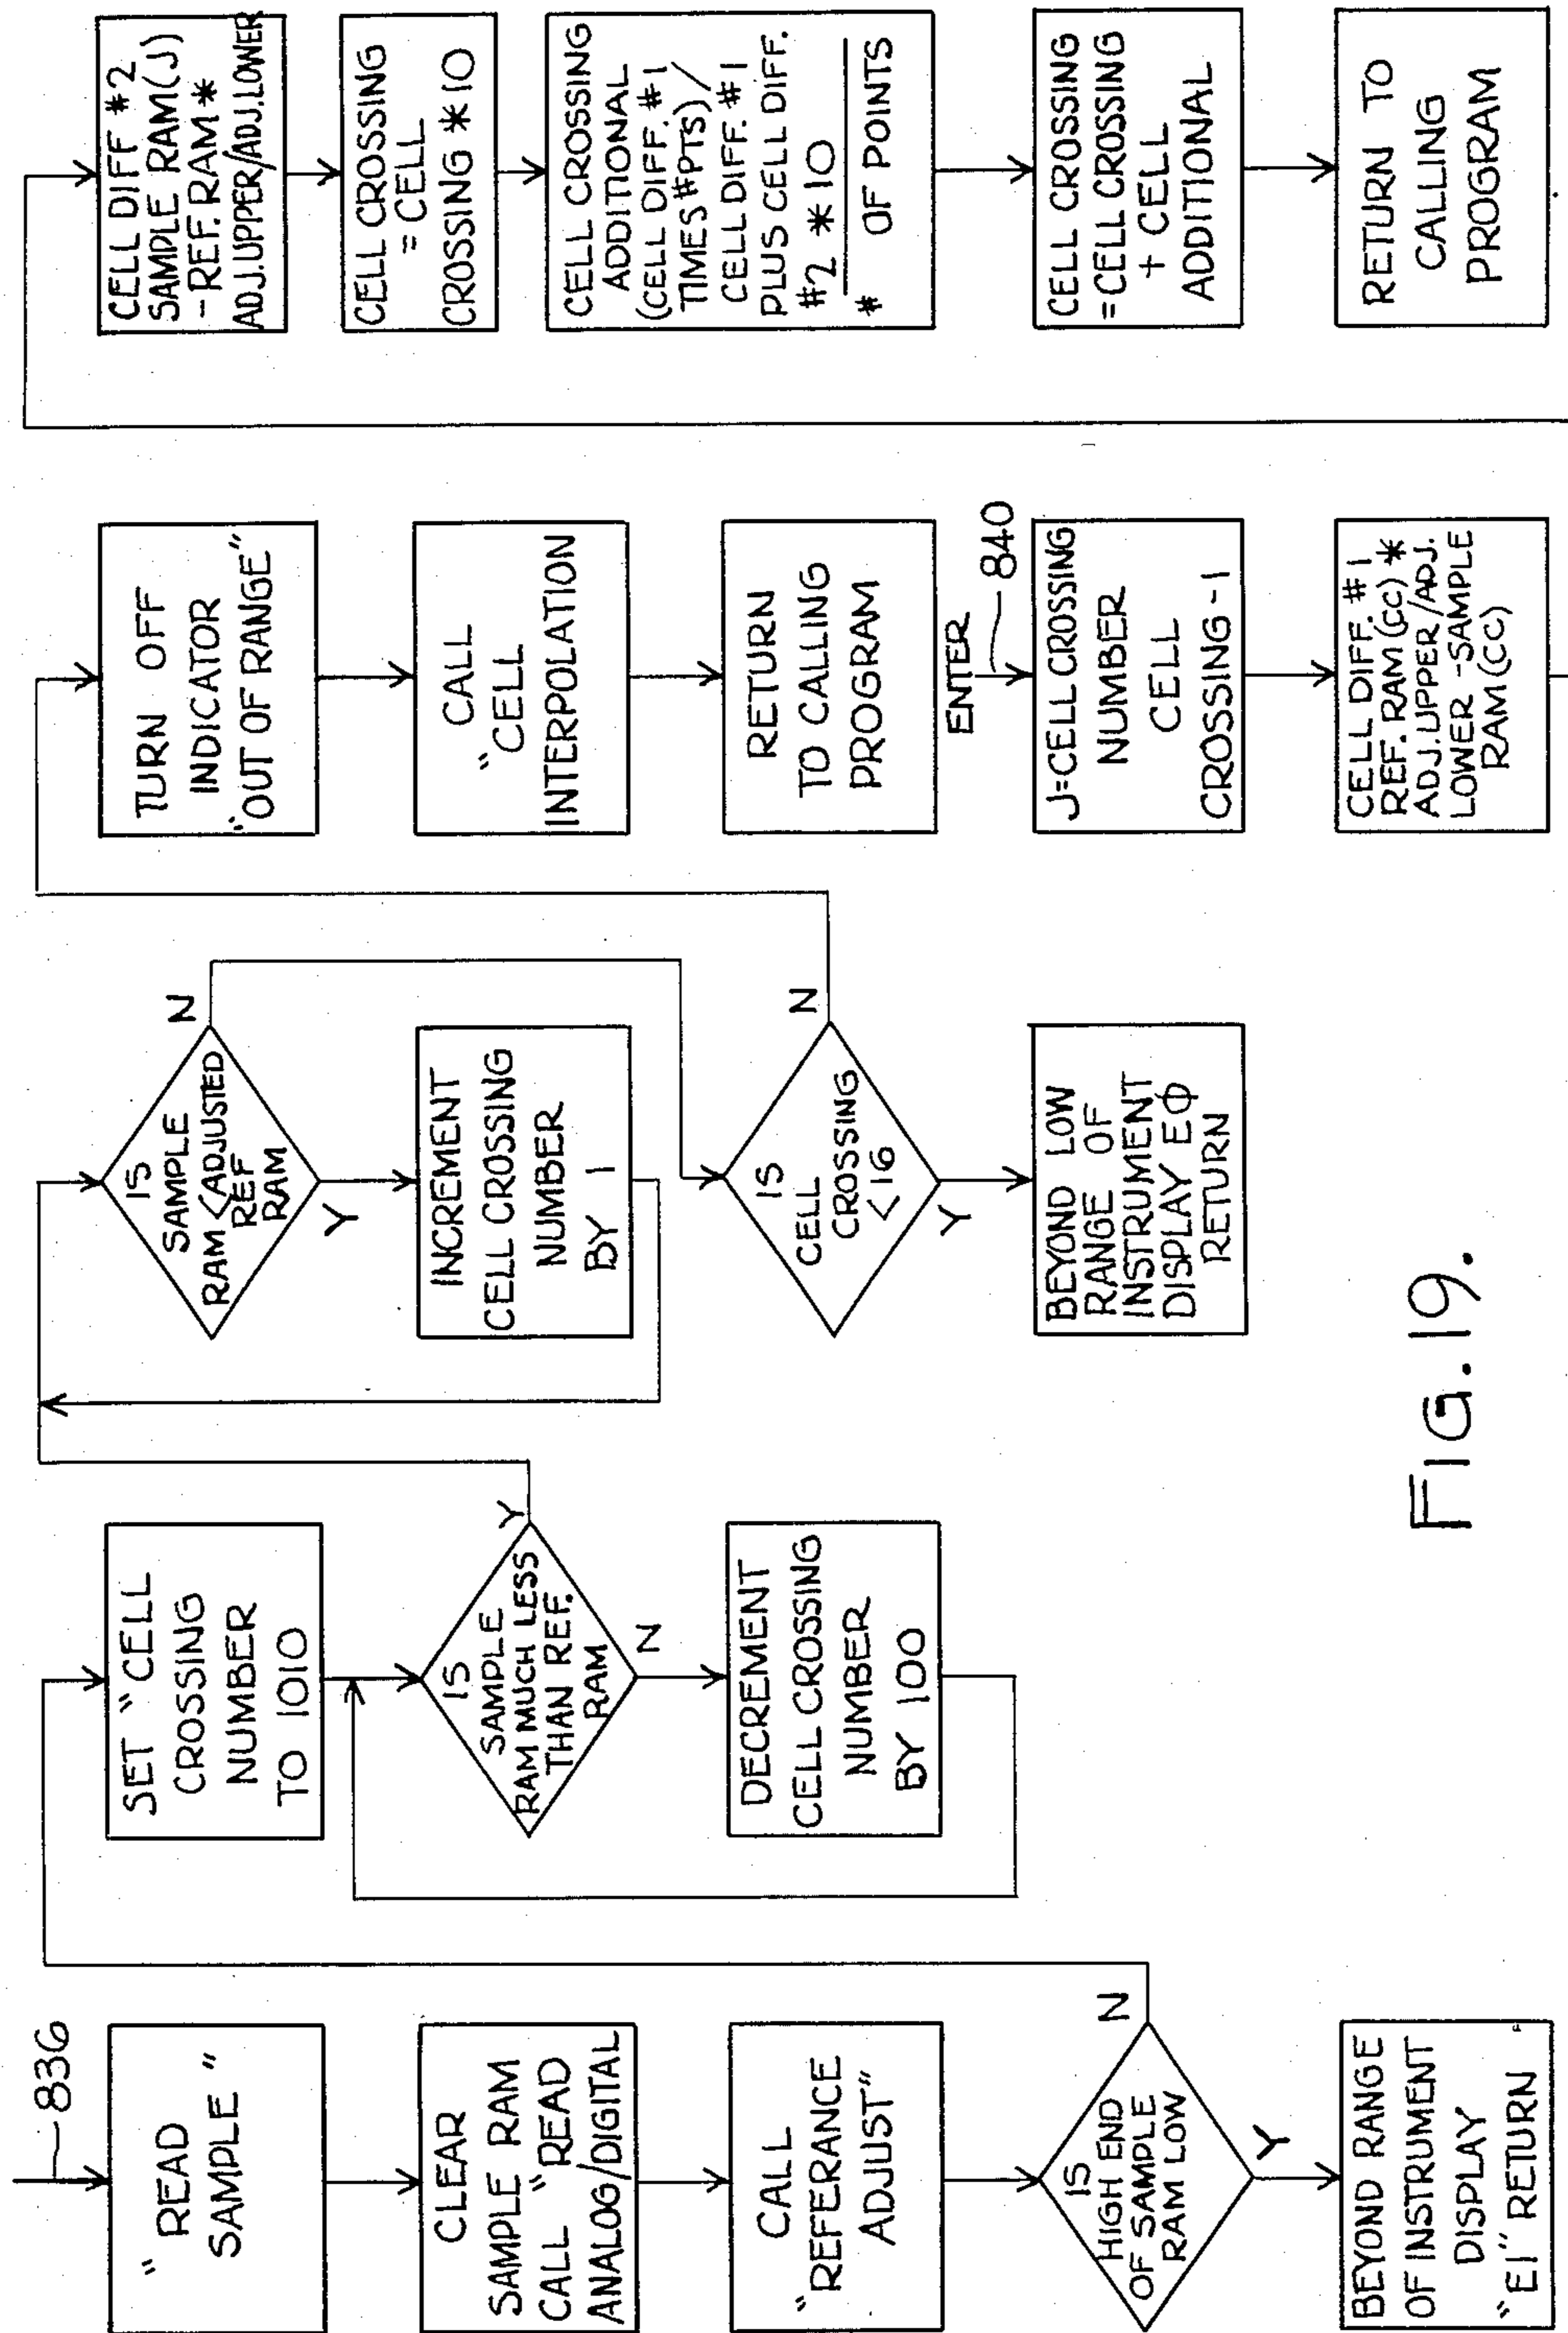 836
" READ
SAMPLE "
CLEAR
SAMPLE RAM
CALL "READ
ANALOG/DIGITAL
CALL
"REFERANCE
ADJUST"
IS
HIGH END
OF SAMPLE
RAM LOW
N
Y
BEYOND RANGE
OF INSTRUMENT
DISPLAY
"E1" RETURN
SET "CELL
CROSSING
NUMBER
TO 1010
IS
SAMPLE
RAM MUCH LESS
THAN REF.
RAM
Y
N
DECREMENT
CELL CROSSING
NUMBER
BY 100
IS
SAMPLE
RAM <ADJUSTED
REF
RAM
N
Y
INCREMENT
CELL CROSSING
NUMBER
BY 1
IS
CELL
CROSSING
<16
N
Y
BEYOND LOW
RANGE OF
INSTRUMENT
DISPLAY EΦ
RETURN
TURN OFF
INDICATOR
"OUT OF RANGE"
CALL
"CELL
INTERPOLATION
RETURN
TO CALLING
PROGRAM
ENTER
840
J=CELL CROSSING
NUMBER
CELL
CROSSING-1
CELL DIFF. #1
REF. RAM (CC) *
ADJ.UPPER/ADJ.
LOWER -SAMPLE
RAM (CC)
CELL DIFF #2
SAMPLE RAM(J)
-REF.RAM*
ADJ.UPPER/ADJ.LOWER
CELL CROSSING
= CELL
CROSSING *10
CELL CROSSING
ADDITIONAL
(CELL DIFF. #1
TIMES #PTS)/
CELL DIFF. #1
PLUS CELL DIFF.
#2 *10
# OF POINTS
CELL CROSSING
=CELL CROSSING
+ CELL
ADDITIONAL
RETURN TO
CALLING
PROGRAM
FIG.19.